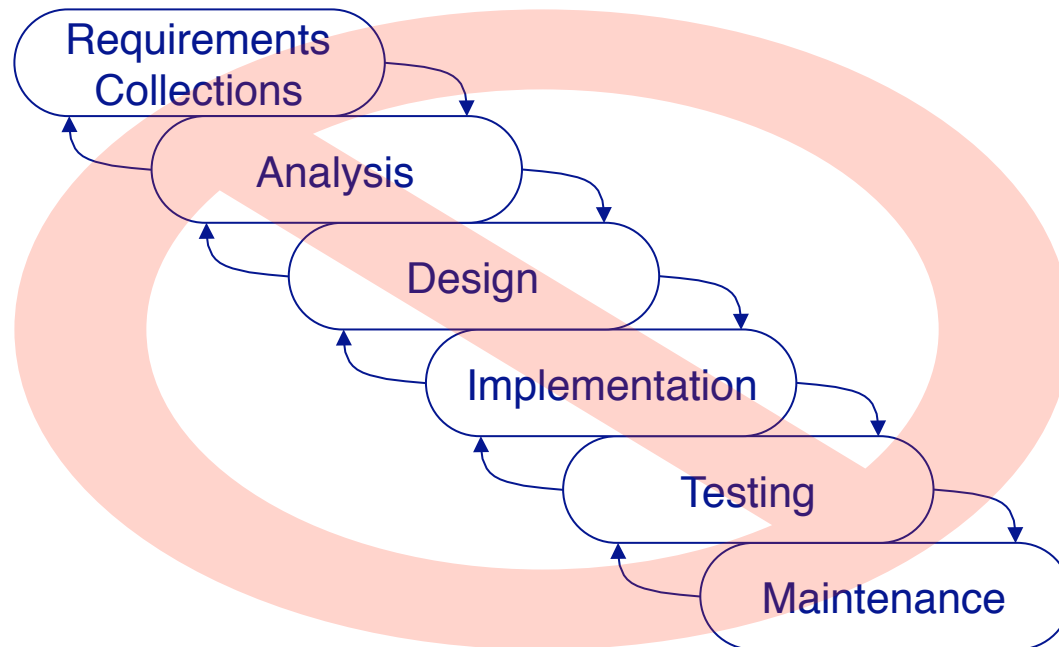 Requirements
Collections
Analysis
Design
Implementation
Testing
Maintenance